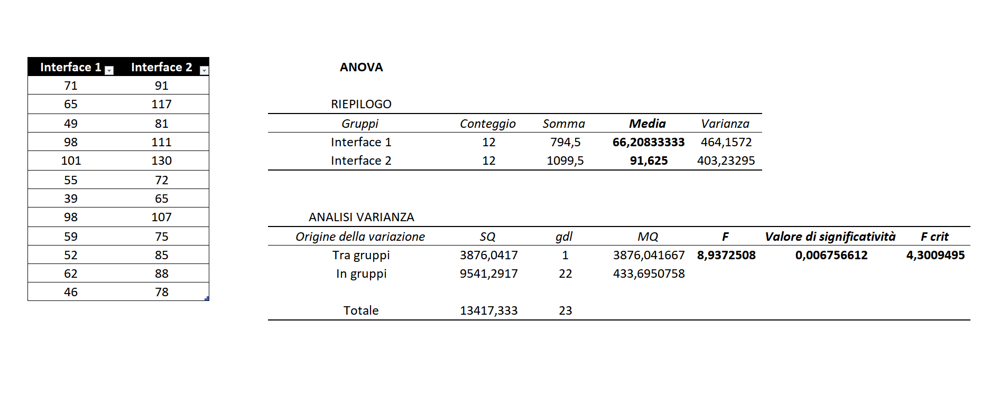 Interface 1 Interface 2
71 91
65 117
49 81
98 111
101 130
55 72
39 65
98 107
59 75
52 85
62 88
46 78
ANOVA
RIEPILOGO
Gruppi Conteggio Somma Media Varianza
Interface 1 12 794,5 66,20833333 464,1572
Interface 2 12 1099,5 91,625 403,23295
ANALISI VARIANZA
Origine della variazione SQ gdl MQ F Valore di significatività F crit
Tra gruppi 3876,0417 1 3876,041667 8,9372508 0,006756612 4,3009495
In gruppi 9541,2917 22 433,6950758
Totale 13417,333 23